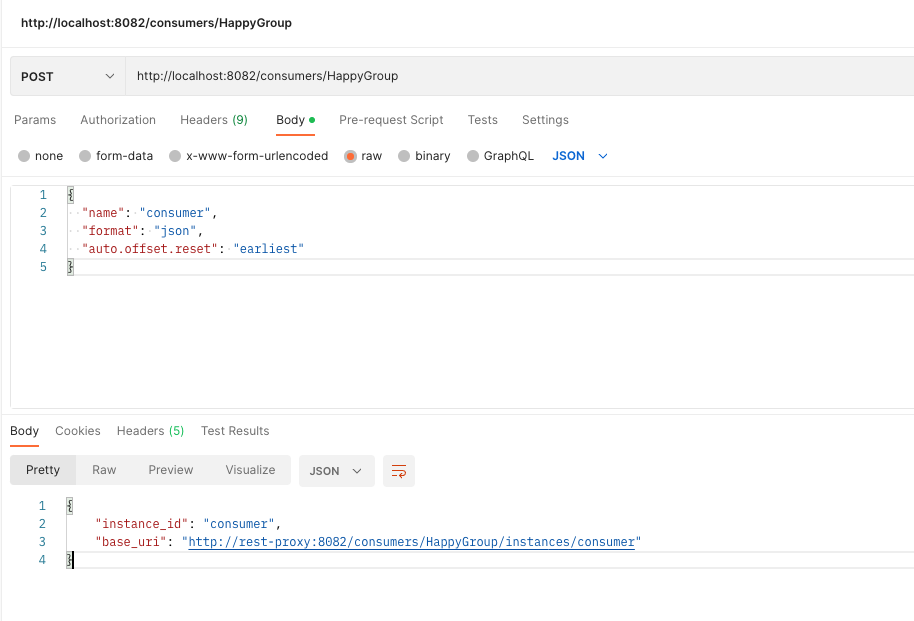 http://localhost:8082/consumers/HappyGroup
POST http://localhost:8082/consumers/HappyGroup
Params Authorization Headers (9) Body Pre-request Script Tests Settings
none form-data x-www-form-urlencoded raw binary GraphQL JSON
1 {
2 "name": "consumer",
3 "format": "json",
4 "auto.offset.reset": "earliest"
5 }
Body Cookies Headers (5) Test Results
Pretty Raw Preview Visualize JSON
1 {
2 "instance_id": "consumer",
3 "base_uri": "http://rest-proxy:8082/consumers/HappyGroup/instances/consumer"
4 }